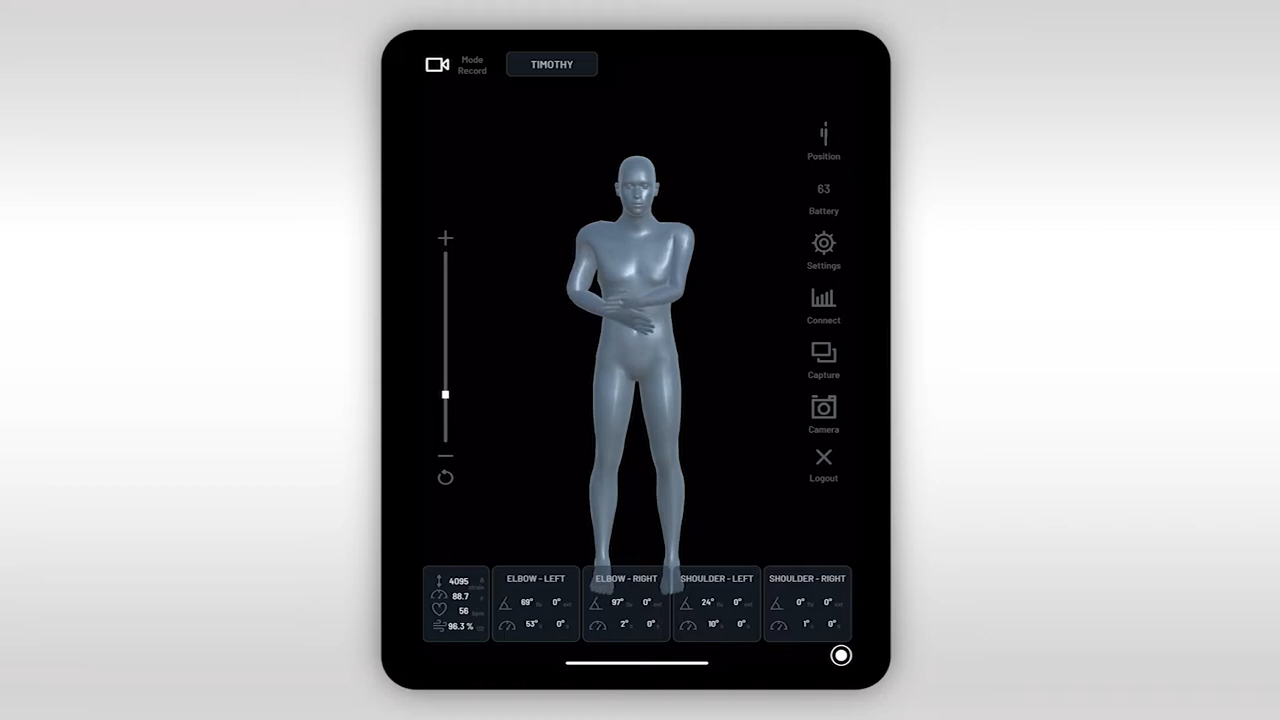 Mode
Record
TIMOTHY
Position
63
Battery
Settings
Connect
Capture
Camera
Logout
4095
88.7
56
96.3 %
ELBOW - LEFT
69° 0°
53° 0°
ELBOW - RIGHT
97° 0°
2° 0°
SHOULDER - LEFT
24° 0°
10° 0°
SHOULDER - RIGHT
0° 0°
1° 0°